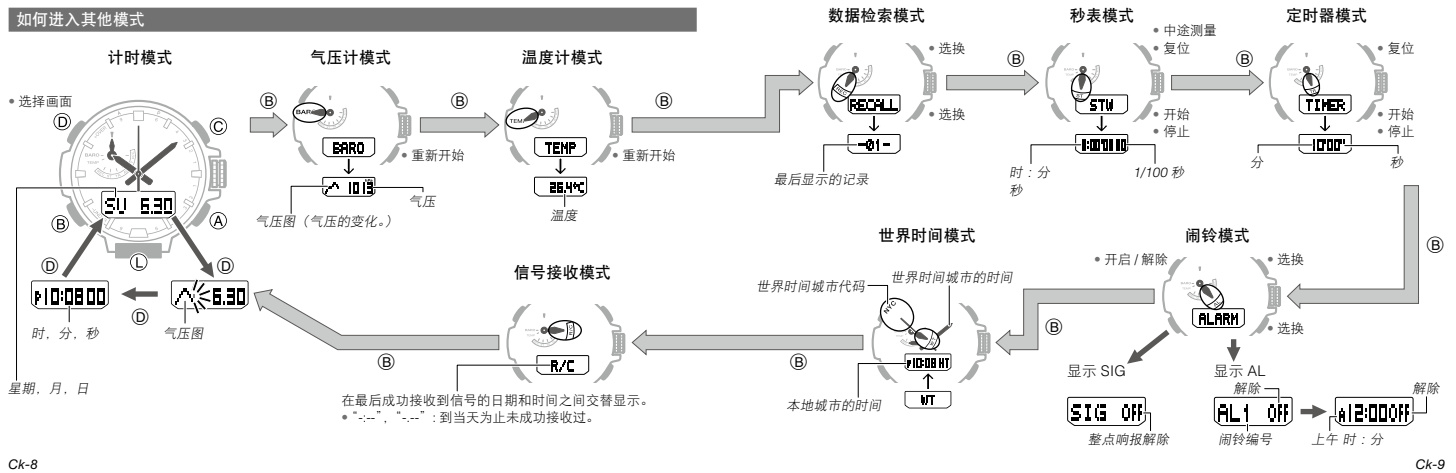 如何进入其他模式
计时模式
• 选择画面
D
C
B
A
L
SU 6.30
D
D
P 10:08 00
D
6.30
时，分，秒
气压图
星期，月，日
B
气压计模式
BARO
BARO
• 重新开始
1013
气压图（气压的变化。）
气压
B
温度计模式
TEMP
• 重新开始
26.4°C
温度
B
数据检索模式
• 选换
REC
RECALL
• 选换
-01-
最后显示的记录
B
秒表模式
• 中途测量
• 复位
ST
STW
• 开始
• 停止
0:00'00 00
时：分
秒
1/100 秒
B
定时器模式
• 复位
TR
TIMER
• 开始
• 停止
10'00"
分
秒
B
闹铃模式
• 开启 / 解除
• 选换
AL
ALARM
• 选换
显示 SIG
SIG OFF
整点响报解除
显示 AL
解除
AL1 OFF
闹铃编号
解除
A 12:00OFF
上午 时：分
B
世界时间模式
世界时间城市代码
世界时间城市的时间
NYC
P 10:08 HT
WT
本地城市的时间
B
信号接收模式
R/C
R/C
在最后成功接收到信号的日期和时间之间交替显示。
• “-:--”，“-.--”：到当天为止未成功接收过。
B
Ck-8
Ck-9